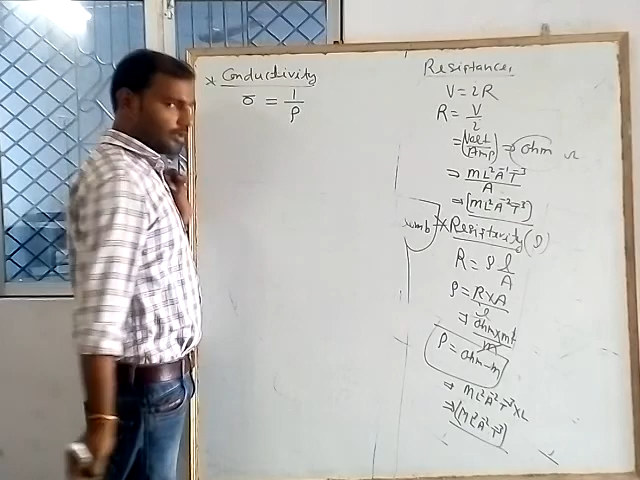 * Conductivity
σ = 1/ρ
Resistances
V = iR
R = V/i
= (Volt/Amp) ⇒ ohm Ω
⇒ ML²A⁻¹T⁻³/A
⇒ [ML²A⁻²T⁻³]
* Resistivity (ρ)
R = ρ l/A
ρ = R×A/l
⇒ ohm×m²/m
ρ = ohm-m
⇒ ML²A⁻²T⁻³×L
⇒ [ML³A⁻²T⁻³]